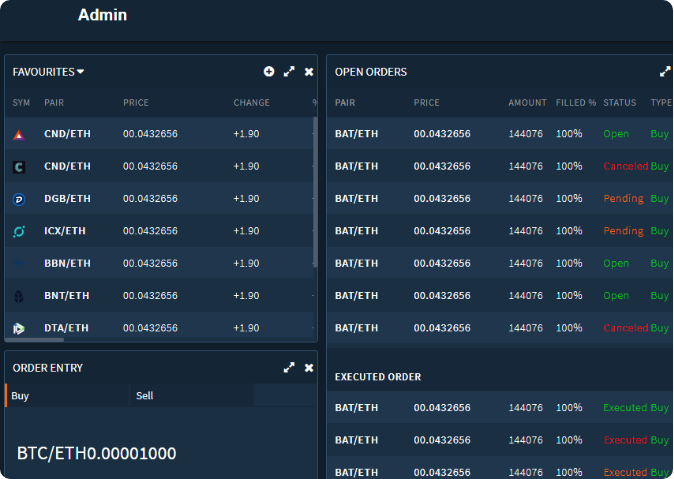 Admin
FAVOURITES
SYM PAIR PRICE CHANGE %
CND/ETH 00.0432656 +1.90
CND/ETH 00.0432656 +1.90
DGB/ETH 00.0432656 +1.90
ICX/ETH 00.0432656 +1.90
BBN/ETH 00.0432656 +1.90
BNT/ETH 00.0432656 +1.90
DTA/ETH 00.0432656 +1.90
ORDER ENTRY
Buy Sell
BTC/ETH0.00001000
OPEN ORDERS
PAIR PRICE AMOUNT FILLED % STATUS TYPE
BAT/ETH 00.0432656 144076 100% Open Buy
BAT/ETH 00.0432656 144076 100% Canceled Buy
BAT/ETH 00.0432656 144076 100% Pending Buy
BAT/ETH 00.0432656 144076 100% Pending Buy
BAT/ETH 00.0432656 144076 100% Open Buy
BAT/ETH 00.0432656 144076 100% Open Buy
BAT/ETH 00.0432656 144076 100% Canceled Buy
EXECUTED ORDER
BAT/ETH 00.0432656 144076 100% Executed Buy
BAT/ETH 00.0432656 144076 100% Executed Buy
BAT/ETH 00.0432656 144076 100% Executed Buy